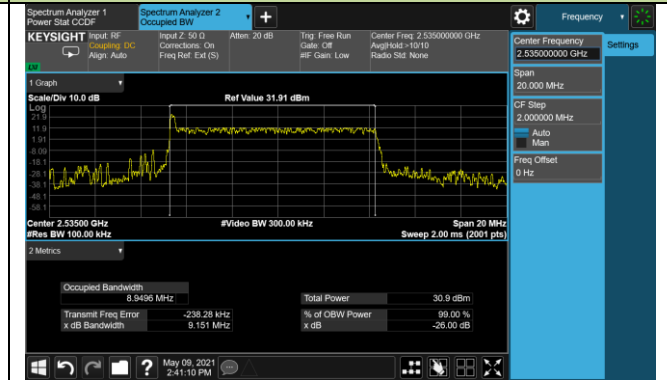 Spectrum Analyzer 1
Power Stat CCDF
Spectrum Analyzer 2
Occupied BW
Frequency
KEYSIGHT
Input: RF
Coupling: DC
Align: Auto
Input Z: 50 Ω
Corrections: On
Freq Ref: Ext (S)
Atten: 20 dB
Trig: Free Run
Gate: Off
#IF Gain: Low
Center Freq: 2.535000000 GHz
Avg|Hold:>10/10
Radio Std: None
Center Frequency
2.535000000 GHz
Settings
Span
20.000 MHz
CF Step
2.000000 MHz
Auto
Man
Freq Offset
0 Hz
1 Graph
Scale/Div 10.0 dB
Ref Value 31.91 dBm
Log
21.9
11.9
1.91
-8.09
-18.1
-28.1
-38.1
-48.1
-58.1
Center 2.53500 GHz
#Video BW 300.00 kHz
Span 20 MHz
#Res BW 100.00 kHz
Sweep 2.00 ms (2001 pts)
2 Metrics
Occupied Bandwidth
8.9496 MHz
Total Power
30.9 dBm
Transmit Freq Error
-238.28 kHz
% of OBW Power
99.00 %
x dB Bandwidth
9.151 MHz
x dB
-26.00 dB
?
May 09, 2021
2:41:10 PM